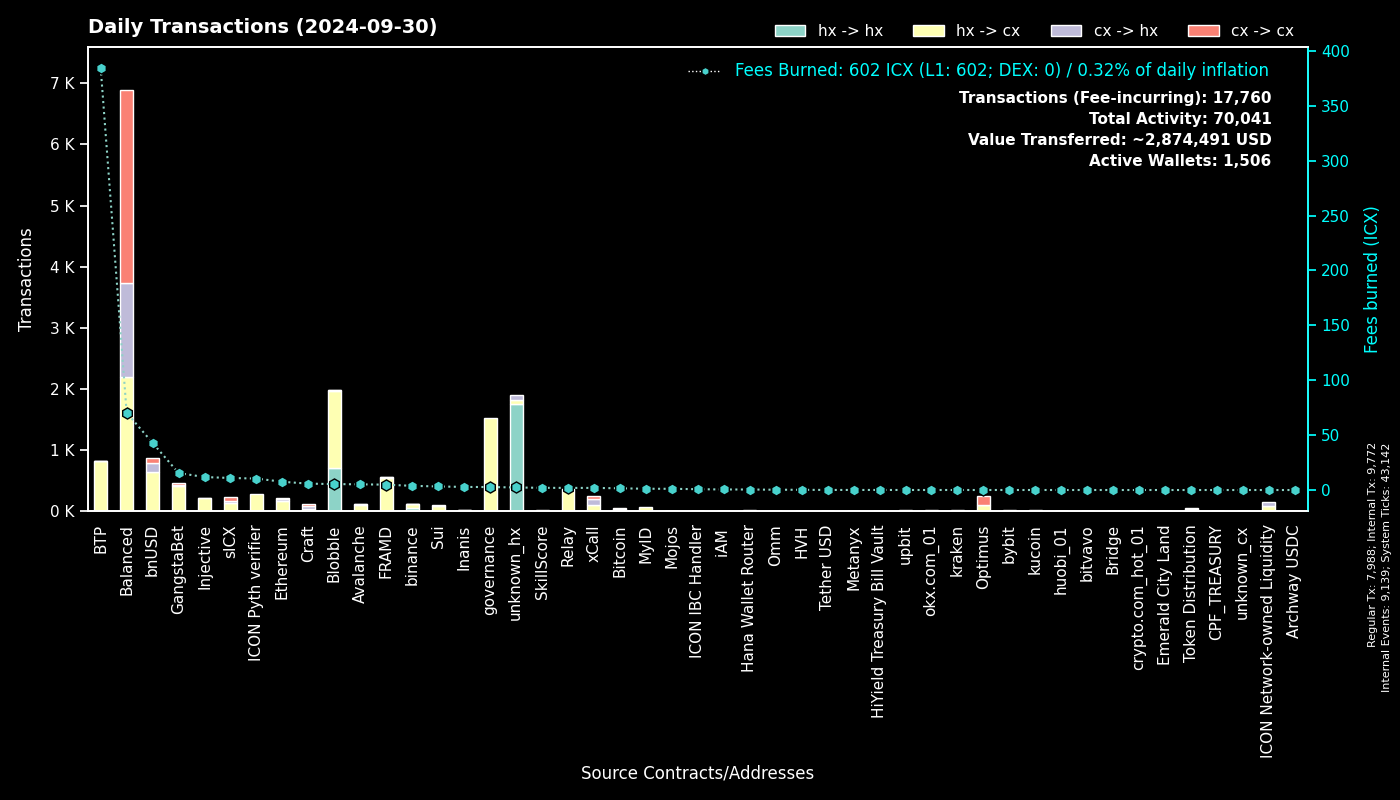 Daily Transactions (2024-09-30)
hx -> hx
hx -> cx
cx -> hx
cx -> cx
Fees Burned: 602 ICX (L1: 602; DEX: 0) / 0.32% of daily inflation
Transactions (Fee-incurring): 17,760
Total Activity: 70,041
Value Transferred: ~2,874,491 USD
Active Wallets: 1,506
Transactions
7 K
6 K
5 K
4 K
3 K
2 K
1 K
0 K
400
350
300
250
200
150
100
50
0
Fees burned (ICX)
BTP
Balanced
bnUSD
GangstaBet
Injective
sICX
ICON Pyth verifier
Ethereum
Craft
Blobble
Avalanche
FRAMD
binance
Sui
Inanis
governance
unknown_hx
SkillScore
Relay
xCall
Bitcoin
MyID
Mojos
ICON IBC Handler
iAM
Hana Wallet Router
Omm
HVH
Tether USD
Metanyx
HiYield Treasury Bill Vault
upbit
okx.com_01
kraken
Optimus
bybit
kucoin
huobi_01
bitvavo
Bridge
crypto.com_hot_01
Emerald City Land
Token Distribution
CPF_TREASURY
unknown_cx
ICON Network-owned Liquidity
Archway USDC
Source Contracts/Addresses
Regular Tx: 7,988; Internal Tx: 9,772
Internal Events: 9,139; System Ticks: 43,142